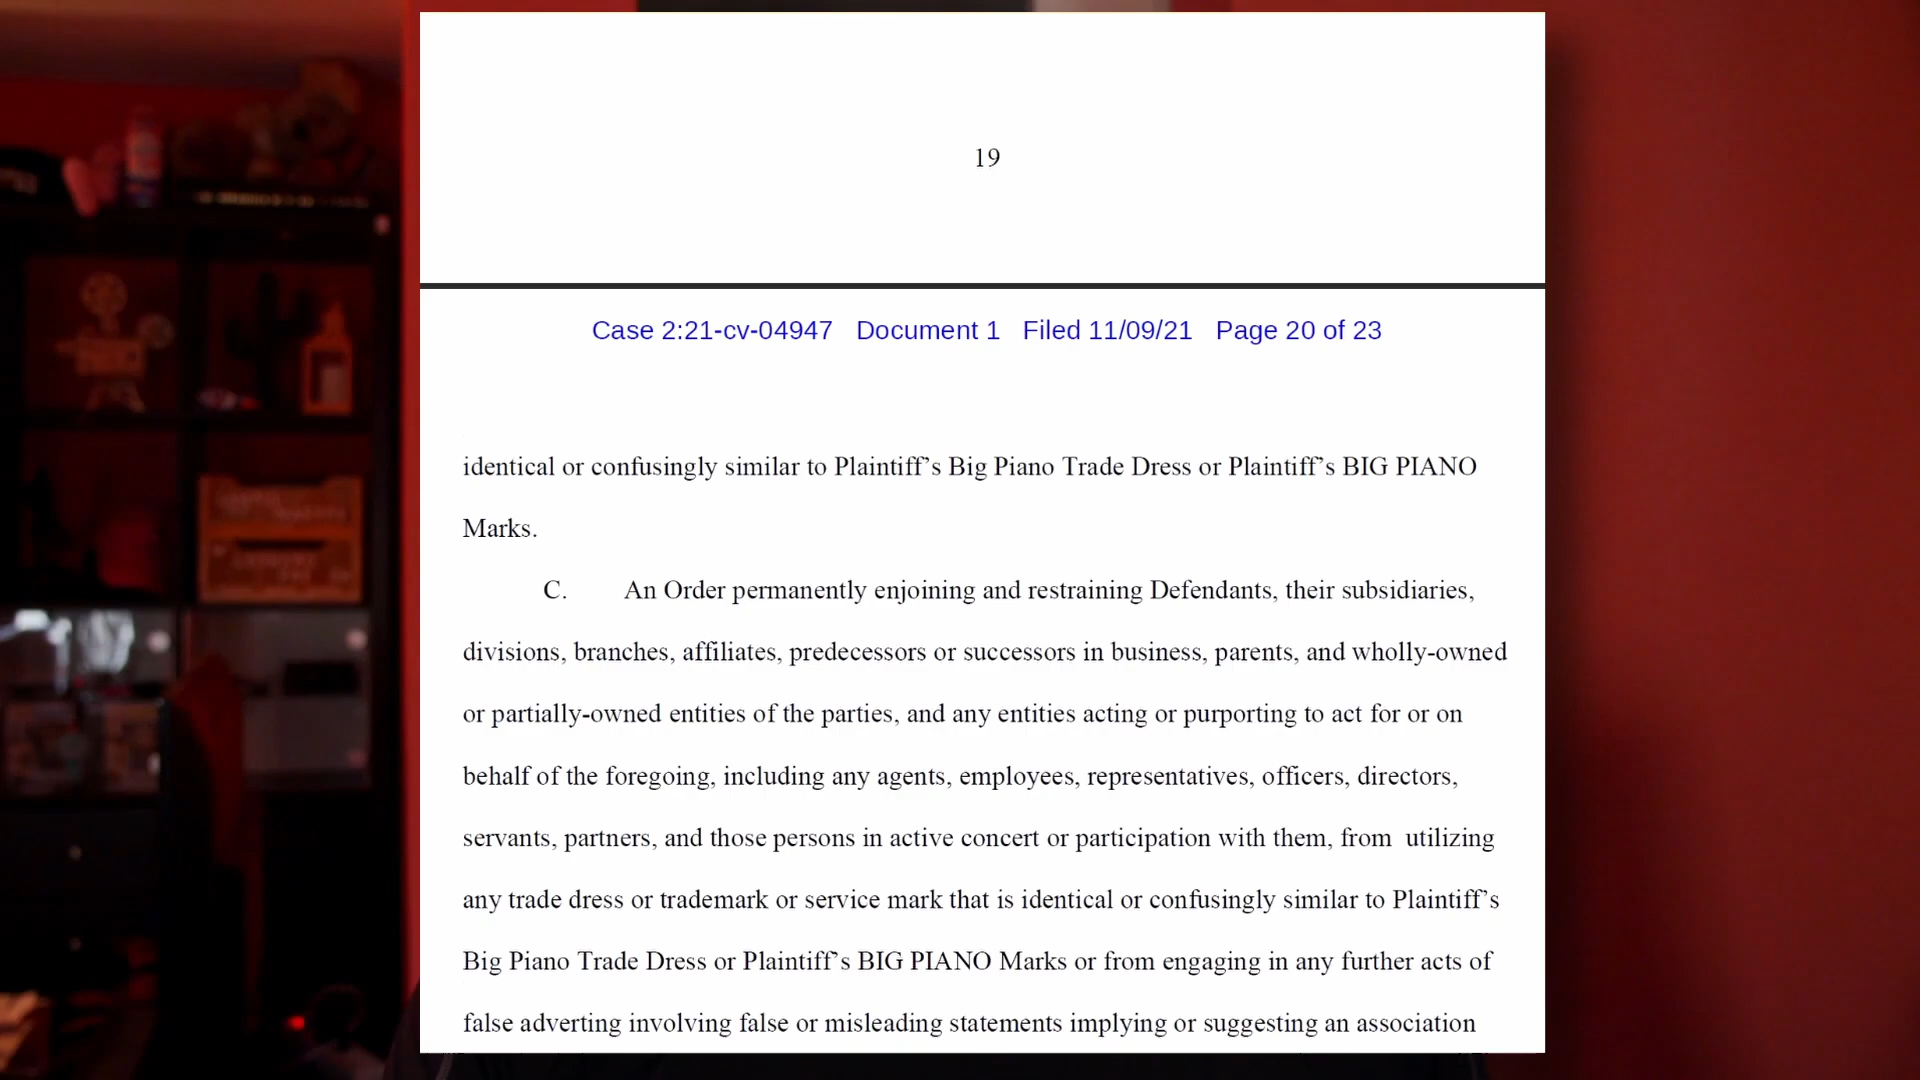 19
Case 2:21-cv-04947 Document 1 Filed 11/09/21 Page 20 of 23
identical or confusingly similar to Plaintiff’s Big Piano Trade Dress or Plaintiff’s BIG PIANO
Marks.
C. An Order permanently enjoining and restraining Defendants, their subsidiaries,
divisions, branches, affiliates, predecessors or successors in business, parents, and wholly-owned
or partially-owned entities of the parties, and any entities acting or purporting to act for or on
behalf of the foregoing, including any agents, employees, representatives, officers, directors,
servants, partners, and those persons in active concert or participation with them, from utilizing
any trade dress or trademark or service mark that is identical or confusingly similar to Plaintiff’s
Big Piano Trade Dress or Plaintiff’s BIG PIANO Marks or from engaging in any further acts of
false adverting involving false or misleading statements implying or suggesting an association